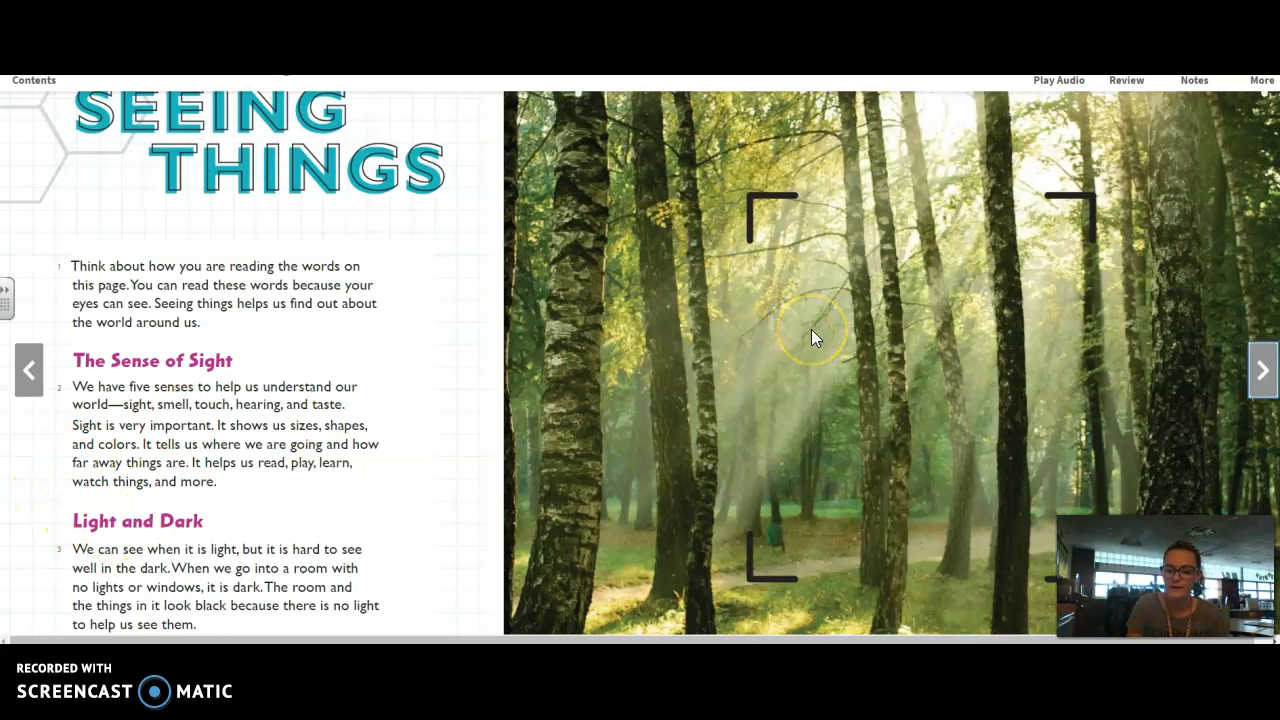 Contents
Play Audio
Review
Notes
More
SEEING
THINGS
1 Think about how you are reading the words on
this page. You can read these words because your
eyes can see. Seeing things helps us find out about
the world around us.
The Sense of Sight
2 We have five senses to help us understand our
world—sight, smell, touch, hearing, and taste.
Sight is very important. It shows us sizes, shapes,
and colors. It tells us where we are going and how
far away things are. It helps us read, play, learn,
watch things, and more.
Light and Dark
3 We can see when it is light, but it is hard to see
well in the dark. When we go into a room with
no lights or windows, it is dark. The room and
the things in it look black because there is no light
to help us see them.
RECORDED WITH
SCREENCAST MATIC